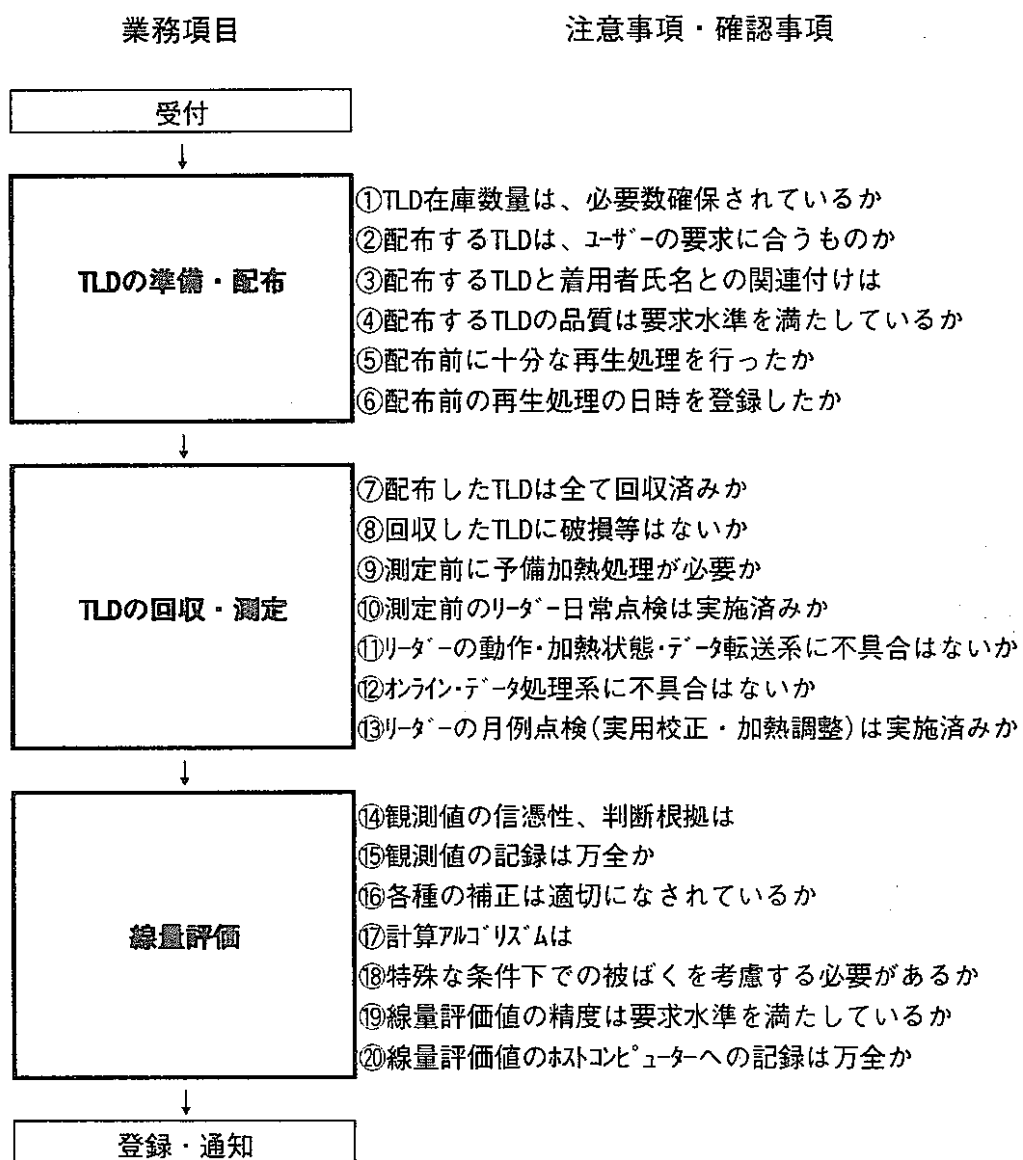 業務項目 注意事項・確認事項
受付
↓
TLDの準備・配布
①TLD在庫数量は、必要数確保されているか
②配布するTLDは、ユーザーの要求に合うものか
③配布するTLDと着用者氏名との関連付けは
④配布するTLDの品質は要求水準を満たしているか
⑤配布前に十分な再生処理を行ったか
⑥配布前の再生処理の日時を登録したか
↓
TLDの回収・測定
⑦配布したTLDは全て回収済みか
⑧回収したTLDに破損等はないか
⑨測定前に予備加熱処理が必要か
⑩測定前のリーダー日常点検は実施済みか
⑪リーダーの動作・加熱状態・データ転送系に不具合はないか
⑫オンライン・データ処理系に不具合はないか
⑬リーダーの月例点検(実用校正・加熱調整)は実施済みか
↓
線量評価
⑭観測値の信憑性、判断根拠は
⑮観測値の記録は万全か
⑯各種の補正は適切になされているか
⑰計算アルゴリズムは
⑱特殊な条件下での被ばくを考慮する必要があるか
⑲線量評価値の精度は要求水準を満たしているか
⑳線量評価値のホストコンピューターへの記録は万全か
↓
登録・通知